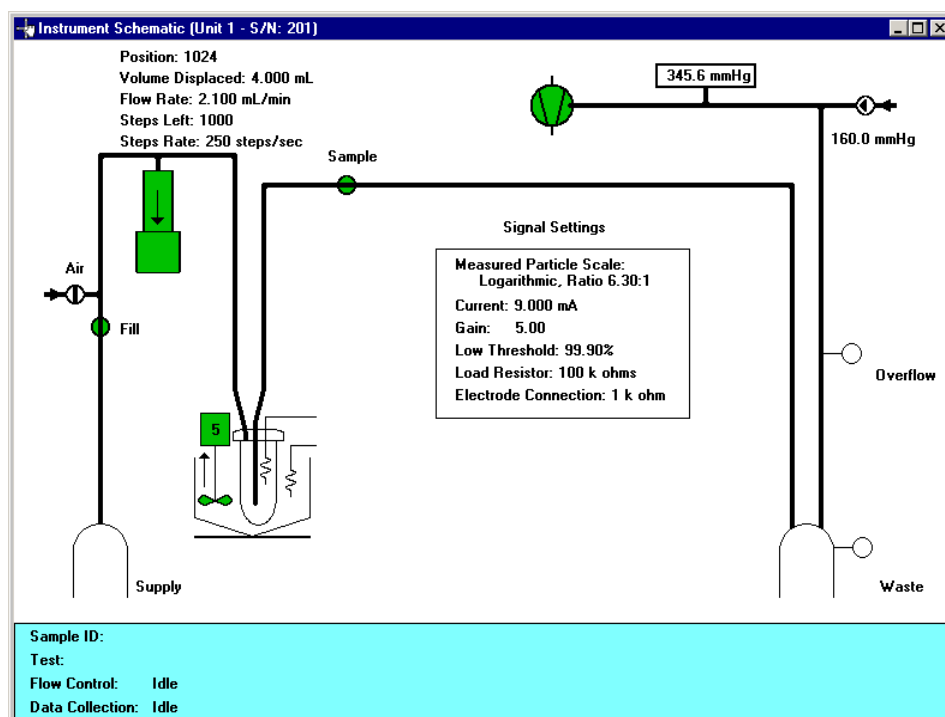 Instrument Schematic (Unit 1 - S/N: 201)
Position: 1024
Volume Displaced: 4.000 mL
Flow Rate: 2.100 mL/min
Steps Left: 1000
Steps Rate: 250 steps/sec
345.6 mmHg
160.0 mmHg
Sample
Signal Settings
Measured Particle Scale:
Logarithmic, Ratio 6.30:1
Current: 9.000 mA
Gain: 5.00
Low Threshold: 99.90%
Load Resistor: 100 k ohms
Electrode Connection: 1 k ohm
Air
Fill
Overflow
5
Supply
Waste
Sample ID:
Test:
Flow Control: Idle
Data Collection: Idle